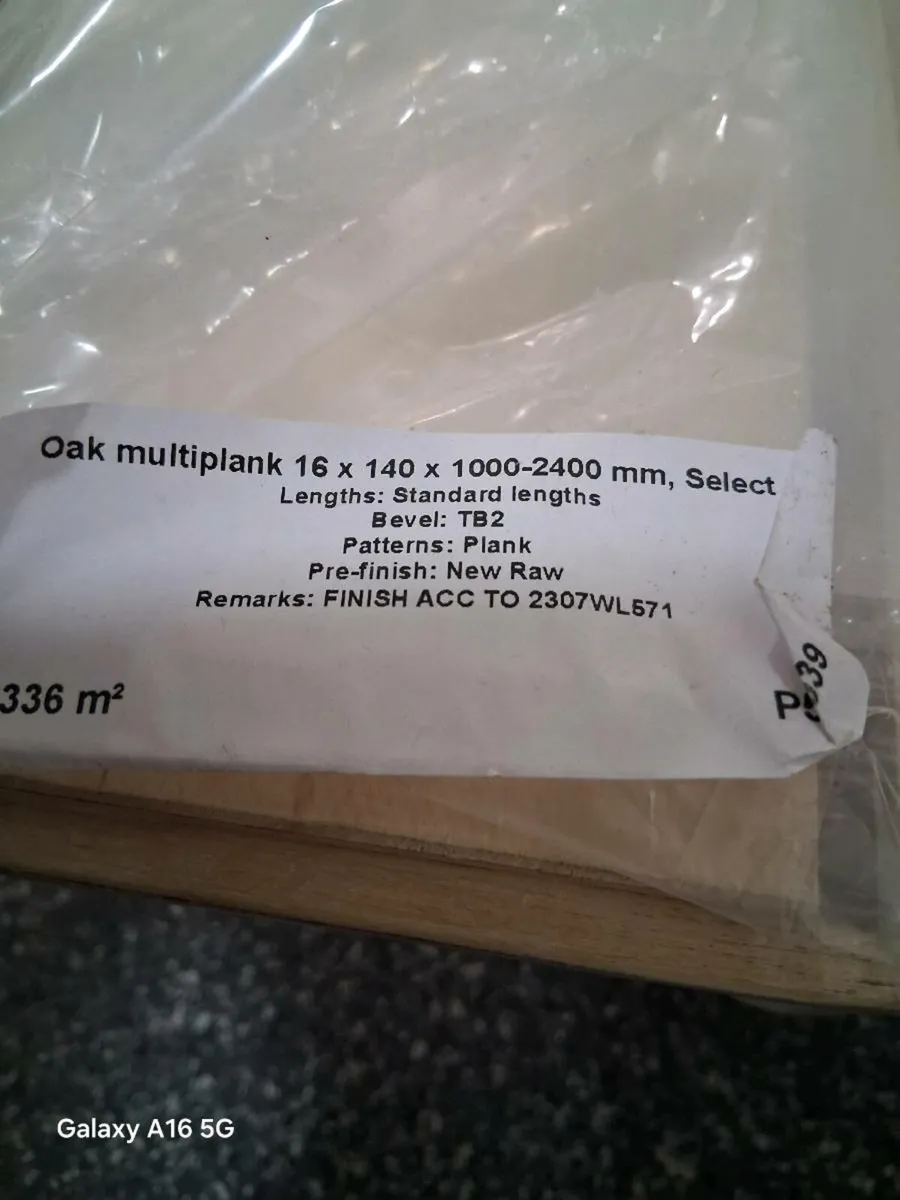 Oak multiplank 16 x 140 x 1000-2400 mm, Select
Lengths: Standard lengths
Bevel: TB2
Patterns: Plank
Pre-finish: New Raw
Remarks: FINISH ACC TO 2307WL571
336 m²
Galaxy A16 5G